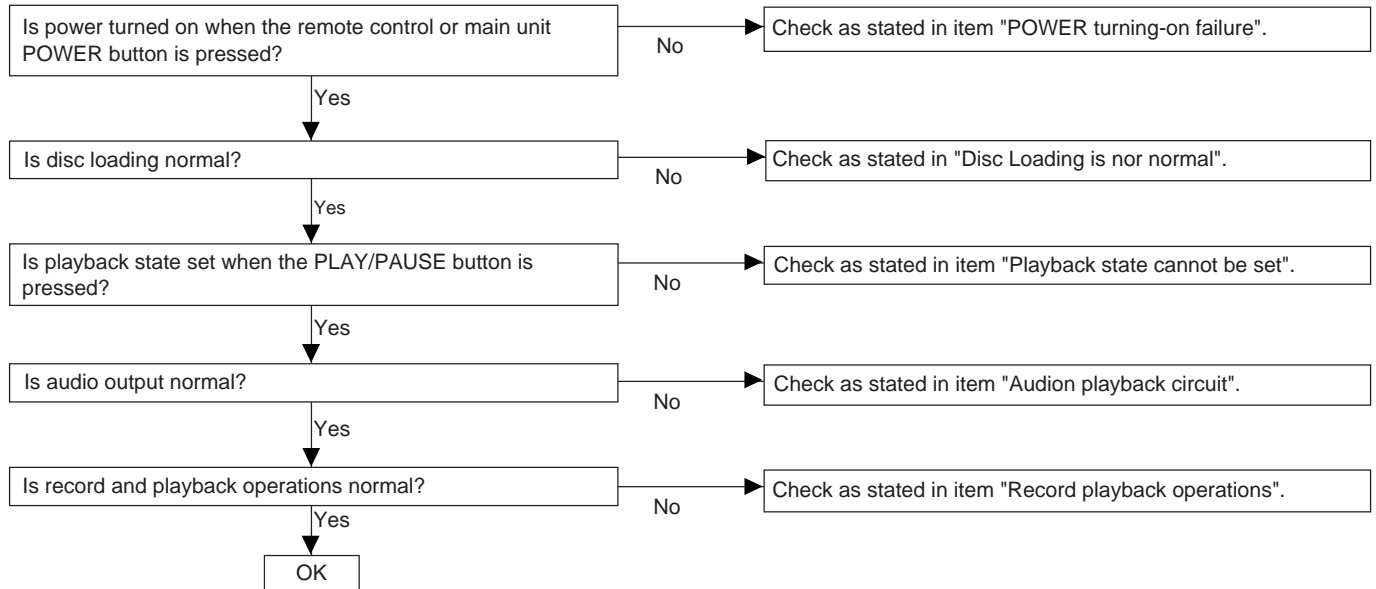 Is power turned on when the remote control or main unit
POWER button is pressed?
No
Check as stated in item "POWER turning-on failure".
Yes
Is disc loading normal?
No
Check as stated in "Disc Loading is nor normal".
Yes
Is playback state set when the PLAY/PAUSE button is
pressed?
No
Check as stated in item "Playback state cannot be set".
Yes
Is audio output normal?
No
Check as stated in item "Audion playback circuit".
Yes
Is record and playback operations normal?
No
Check as stated in item "Record playback operations".
Yes
OK